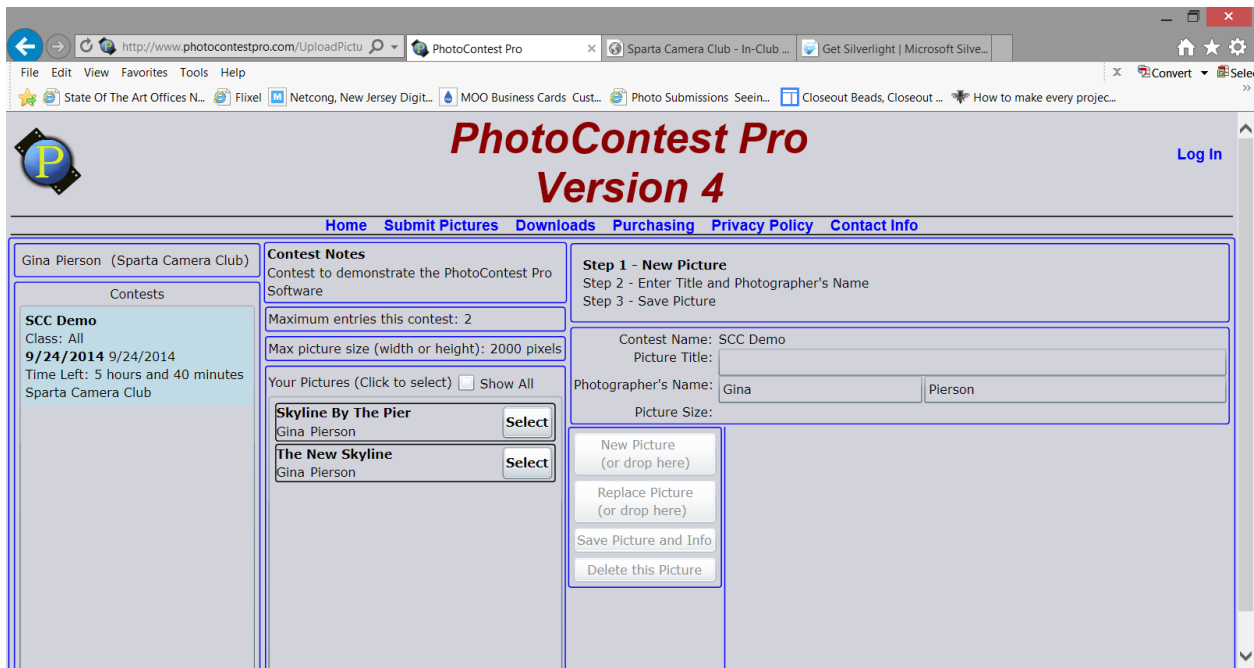 http://www.photocontestpro.com/UploadPictu
PhotoContest Pro
Sparta Camera Club - In-Club ...
Get Silverlight | Microsoft Silve...
File Edit View Favorites Tools Help
x Convert Sele
State Of The Art Offices N... Flixel M Netcong, New Jersey Digit... MOO Business Cards Cust... Photo Submissions Seein... Closeout Beads, Closeout ... How to make every projec... »
P
PhotoContest Pro
Version 4
Log In
Home Submit Pictures Downloads Purchasing Privacy Policy Contact Info
Gina Pierson (Sparta Camera Club)
Contests
SCC Demo
Class: All
9/24/2014 9/24/2014
Time Left: 5 hours and 40 minutes
Sparta Camera Club
Contest Notes
Contest to demonstrate the PhotoContest Pro
Software
Maximum entries this contest: 2
Max picture size (width or height): 2000 pixels
Your Pictures (Click to select) Show All
Skyline By The Pier
Gina Pierson
Select
The New Skyline
Gina Pierson
Select
Step 1 - New Picture
Step 2 - Enter Title and Photographer's Name
Step 3 - Save Picture
Contest Name: SCC Demo
Picture Title:
Photographer's Name: Gina Pierson
Picture Size:
New Picture
(or drop here)
Replace Picture
(or drop here)
Save Picture and Info
Delete this Picture